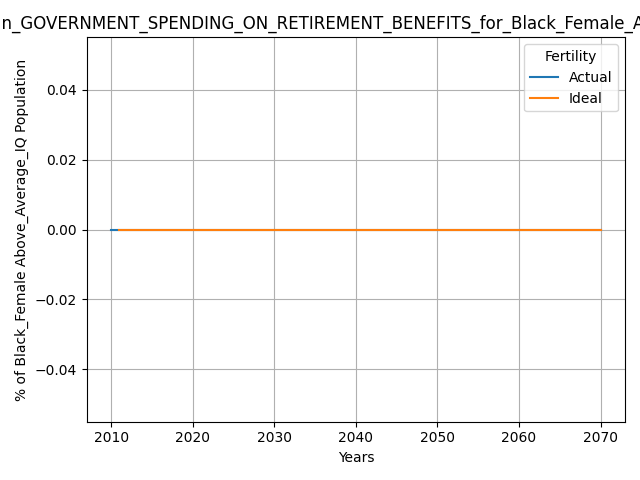 n_GOVERNMENT_SPENDING_ON_RETIREMENT_BENEFITS_for_Black_Female_A
Fertility
Actual
Ideal
% of Black_Female Above_Average_IQ Population
0.04
0.02
0.00
−0.02
−0.04
2010 2020 2030 2040 2050 2060 2070
Years